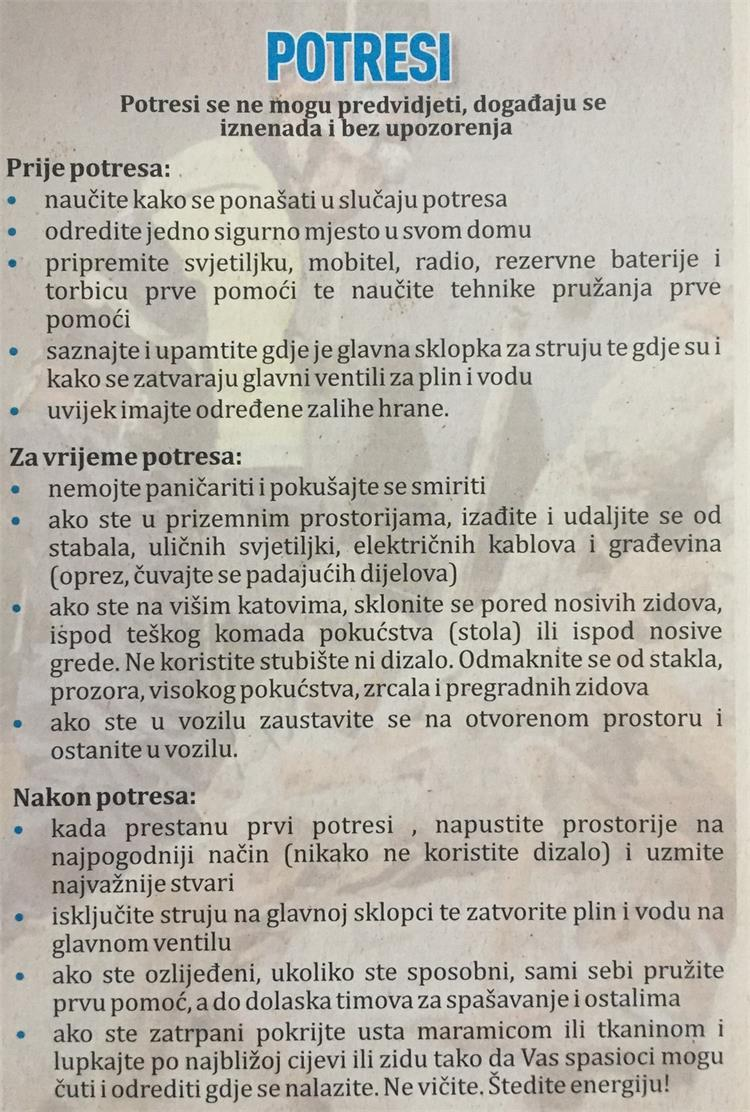 POTRESI
Potresi se ne mogu predvidjeti, događaju se
iznenada i bez upozorenja
Prije potresa:
• naučite kako se ponašati u slučaju potresa
• odredite jedno sigurno mjesto u svom domu
• pripremite svjetiljku, mobitel, radio, rezervne baterije i
torbicu prve pomoći te naučite tehnike pružanja prve
pomoći
• saznajte i upamtite gdje je glavna sklopka za struju te gdje su i
kako se zatvaraju glavni ventili za plin i vodu
• uvijek imajte određene zalihe hrane.
Za vrijeme potresa:
• nemojte paničariti i pokušajte se smiriti
• ako ste u prizemnim prostorijama, izađite i udaljite se od
stabala, uličnih svjetiljki, električnih kablova i građevina
(oprez, čuvajte se padajućih dijelova)
• ako ste na višim katovima, sklonite se pored nosivih zidova,
ispod teškog komada pokućstva (stola) ili ispod nosive
grede. Ne koristite stubište ni dizalo. Odmaknite se od stakla,
prozora, visokog pokućstva, zrcala i pregradnih zidova
• ako ste u vozilu zaustavite se na otvorenom prostoru i
ostanite u vozilu.
Nakon potresa:
• kada prestanu prvi potresi , napustite prostorije na
najpogodniji način (nikako ne koristite dizalo) i uzmite
najvažnije stvari
• isključite struju na glavnoj sklopci te zatvorite plin i vodu na
glavnom ventilu
• ako ste ozlijeđeni, ukoliko ste sposobni, sami sebi pružite
prvu pomoć, a do dolaska timova za spašavanje i ostalima
• ako ste zatrpani pokrijte usta maramicom ili tkaninom i
lupkajte po najbližoj cijevi ili zidu tako da Vas spasioci mogu
čuti i odrediti gdje se nalazite. Ne vičite. Štedite energiju!